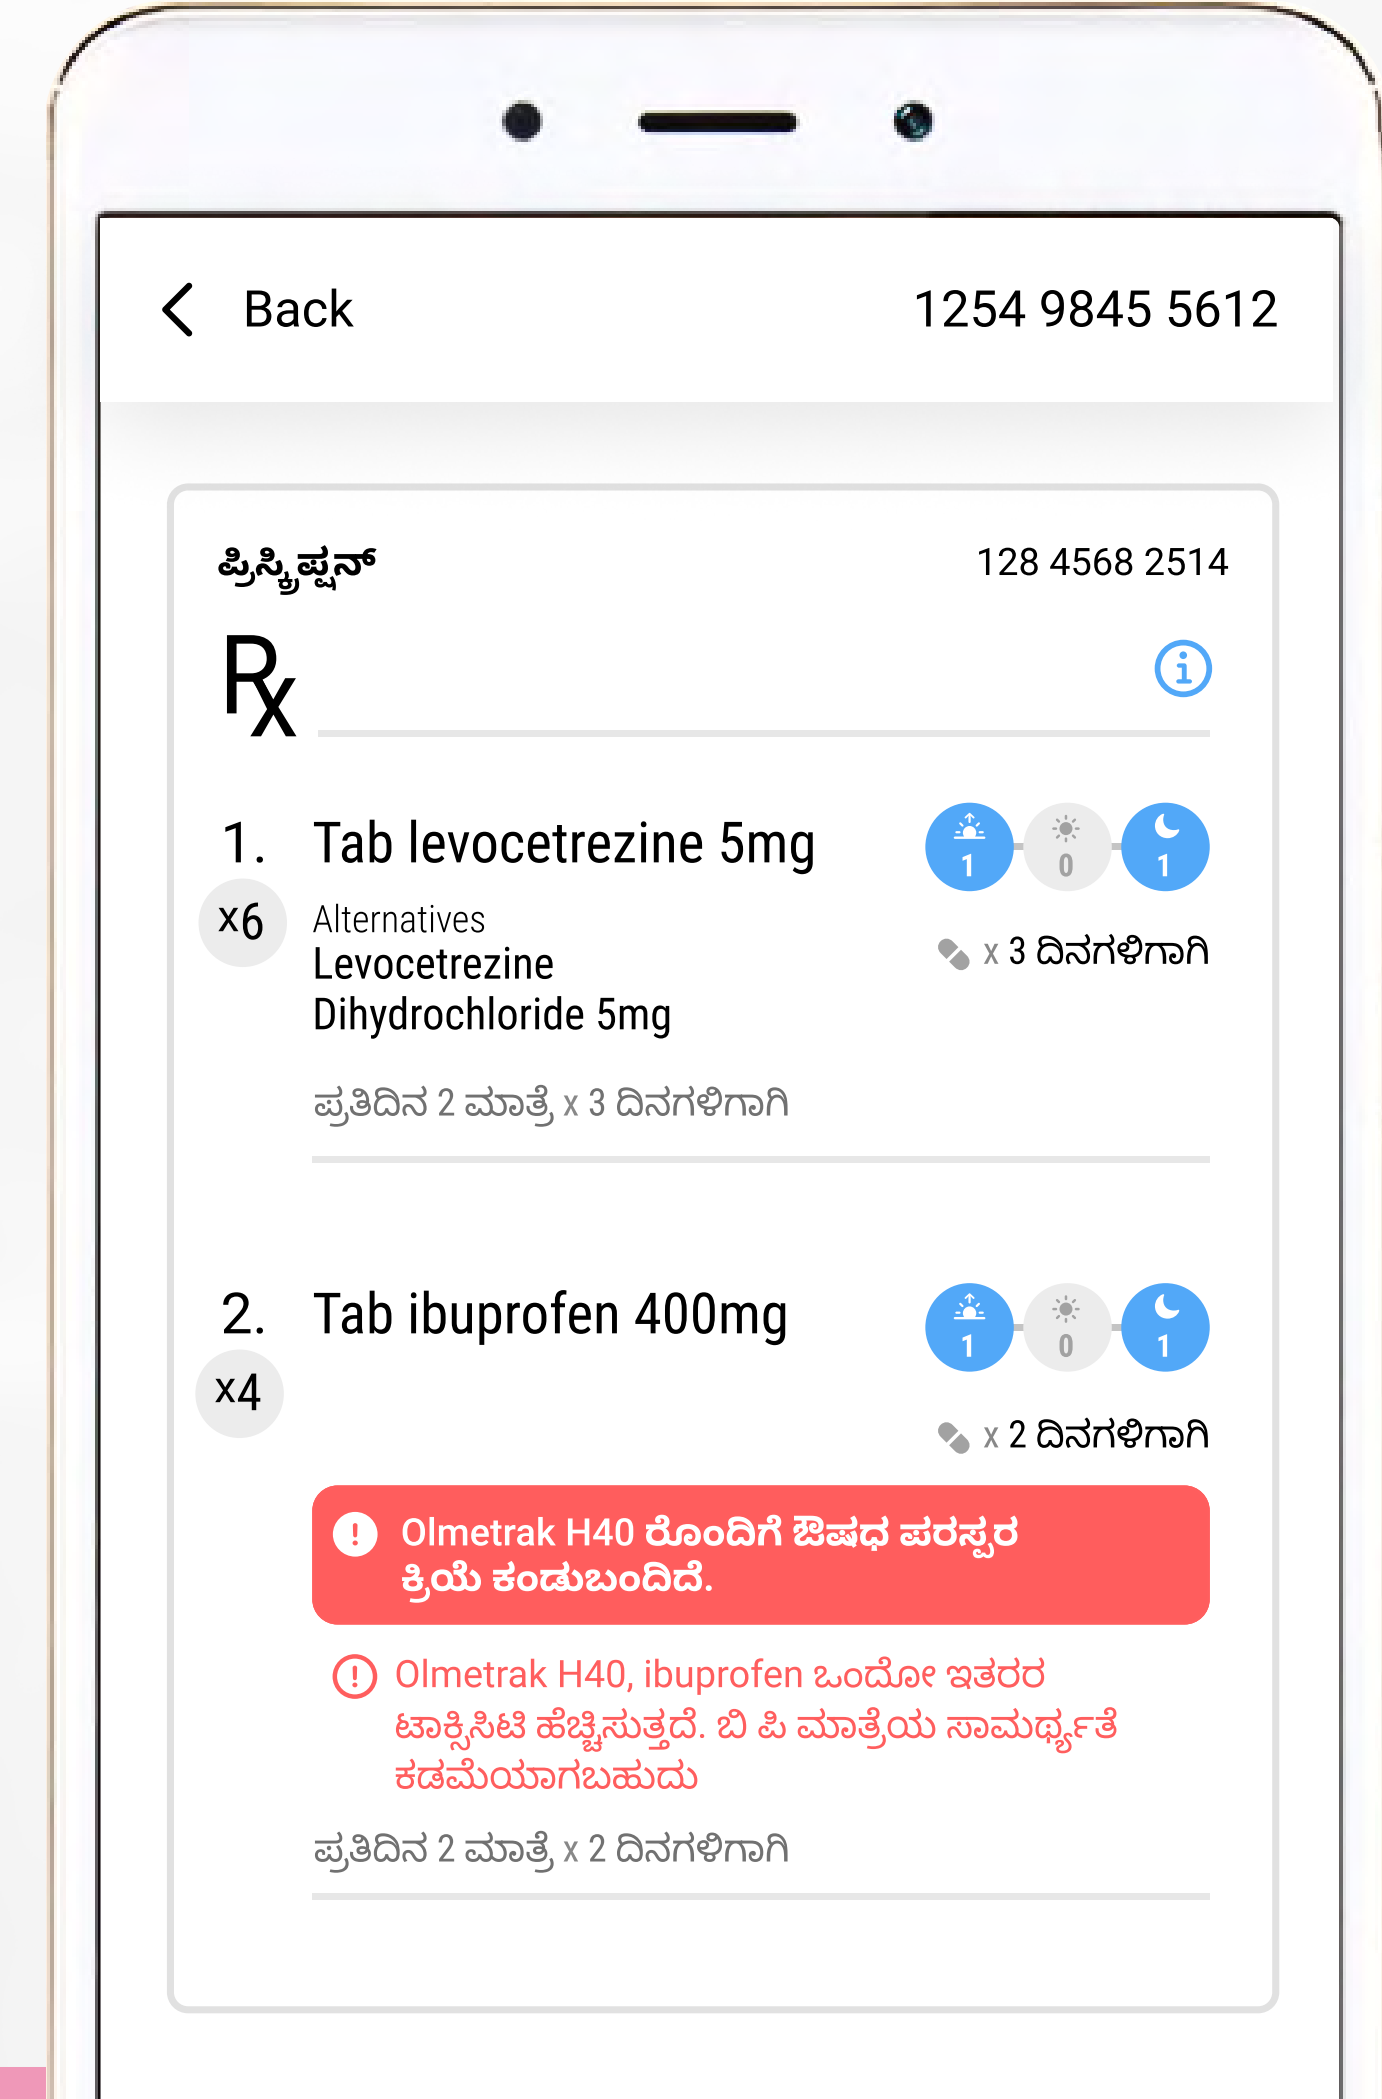 Back
1254 9845 5612
ಪ್ರಿಸ್ಕ್ರಿಪ್ಷನ್
128 4568 2514
Rx
1. Tab levocetrezine 5mg
1 0 1
x6
Alternatives
Levocetrezine
Dihydrochloride 5mg
x 3 ದಿನಗಳಿಗಾಗಿ
ಪ್ರತಿದಿನ 2 ಮಾತ್ರೆ x 3 ದಿನಗಳಿಗಾಗಿ
2. Tab ibuprofen 400mg
1 0 1
x4
x 2 ದಿನಗಳಿಗಾಗಿ
Olmetrak H40 ರೊಂದಿಗೆ ಔಷಧ ಪರಸ್ಪರ
ಕ್ರಿಯೆ ಕಂಡುಬಂದಿದೆ.
Olmetrak H40, ibuprofen ಒಂದೋ ಇತರರ
ಟಾಕ್ಸಿಸಿಟಿ ಹೆಚ್ಚಿಸುತ್ತದೆ. ಬಿ ಪಿ ಮಾತ್ರೆಯ ಸಾಮರ್ಥ್ಯತೆ
ಕಡಮೆಯಾಗಬಹುದು
ಪ್ರತಿದಿನ 2 ಮಾತ್ರೆ x 2 ದಿನಗಳಿಗಾಗಿ